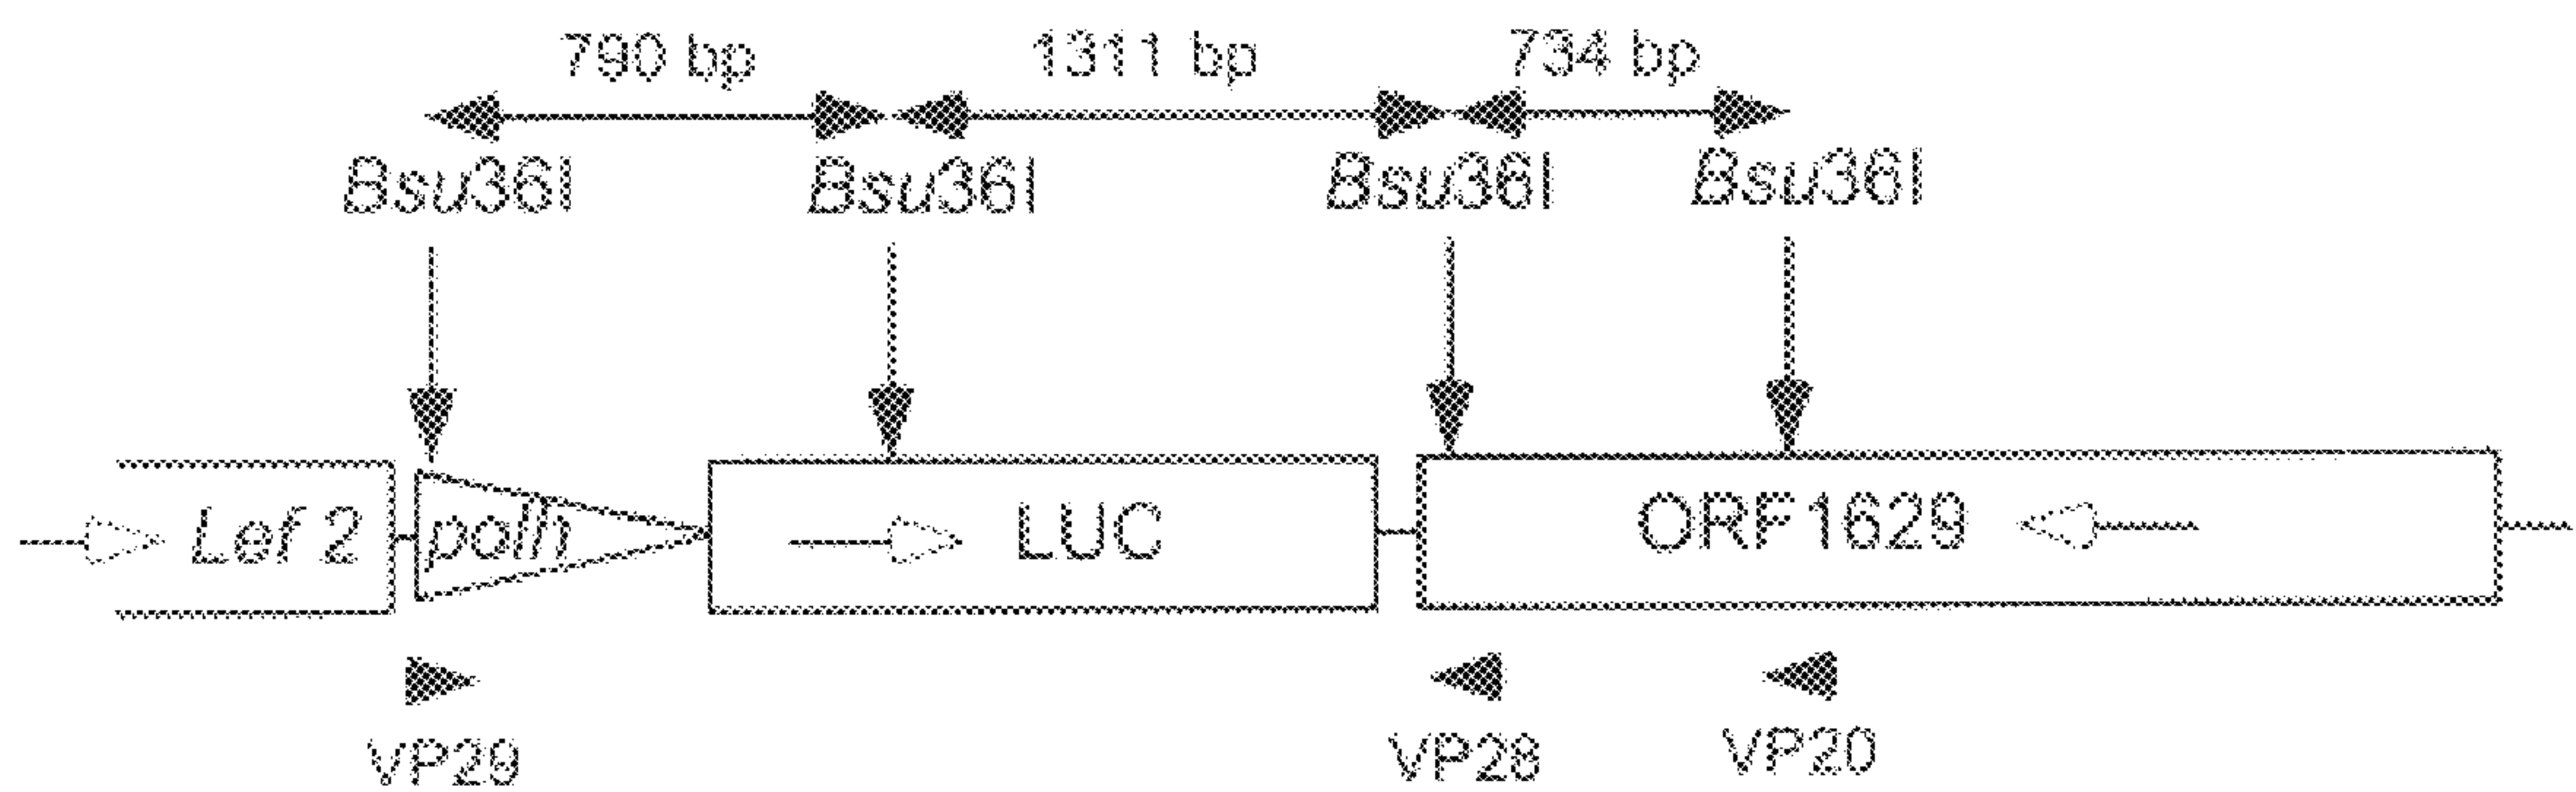 790 bp 1311 bp 734 bp
Bsu36I Bsu36I Bsu36I Bsu36I
Lef 2 polh LUC ORF1629
VP29 VP28 VP20